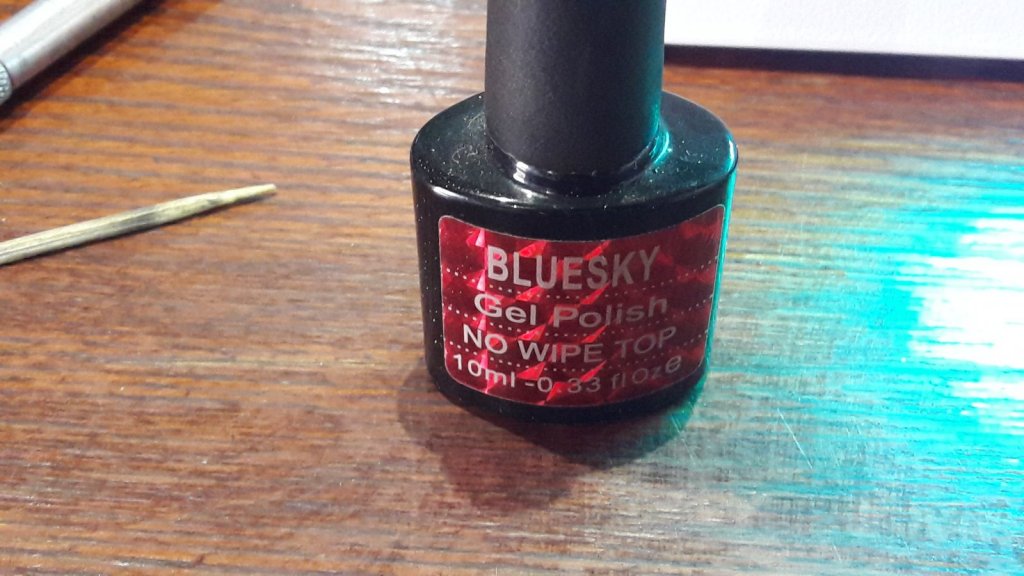 BLUESKY
Gel Polish
NO WIPE TOP
10ml -0.33 fl oz e